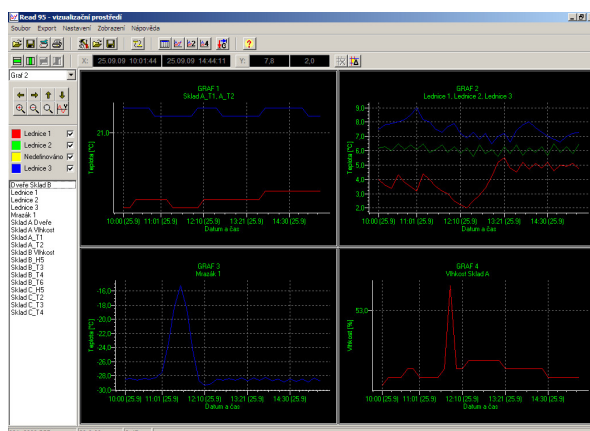 Read 95 - vizualizační prostředí
Soubor Export Nastavení Zobrazení Nápověda
X: 25.09.09 10:01:44 25.09.09 14:44:11 Y: 7,8 2,0
Graf 2
Lednice 1
Lednice 2
Nedefinováno
Lednice 3
Dveře Sklad B
Lednice 1
Lednice 2
Lednice 3
Mrazák 1
Sklad A Dveře
Sklad A Vlhkost
Sklad A_T1
Sklad A_T2
Sklad B Vlhkost
Sklad B_H5
Sklad B_T3
Sklad B_T4
Sklad B_T6
Sklad C_H5
Sklad C_T2
Sklad C_T3
Sklad C_T4
GRAF 1
Sklad A_T1, A_T2
Teplota [°C]
21,0
10:00 (25.9) 11:01 (25.9) 12:10 (25.9) 13:20 (25.9) 14:30 (25.9)
Datum a čas
GRAF 2
Lednice 1, Lednice 2, Lednice 3
Teplota [°C]
9,0
8,0
7,0
6,0
5,0
4,0
3,0
2,0
10:00 (25.9) 11:01 (25.9) 12:10 (25.9) 13:20 (25.9) 14:30 (25.9)
Datum a čas
GRAF 3
Mrazák 1
Teplota [°C]
-16,0
-18,0
-20,0
-22,0
-24,0
-26,0
-28,0
-30,0
10:00 (25.9) 11:01 (25.9) 12:10 (25.9) 13:20 (25.9) 14:30 (25.9)
Datum a čas
GRAF 4
Vlhkost Sklad A
Vlhkost [%]
53,0
10:00 (25.9) 11:01 (25.9) 12:10 (25.9) 13:20 (25.9) 14:30 (25.9)
Datum a čas